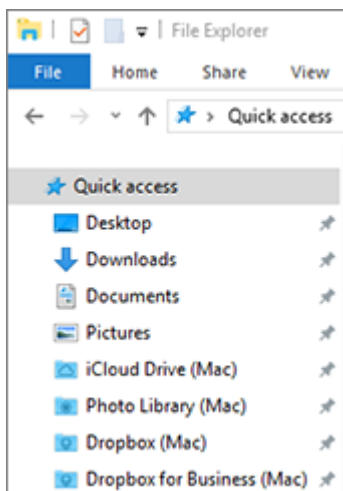 File Explorer
File Home Share View
Quick access
Quick access
Desktop
Downloads
Documents
Pictures
iCloud Drive (Mac)
Photo Library (Mac)
Dropbox (Mac)
Dropbox for Business (Mac)